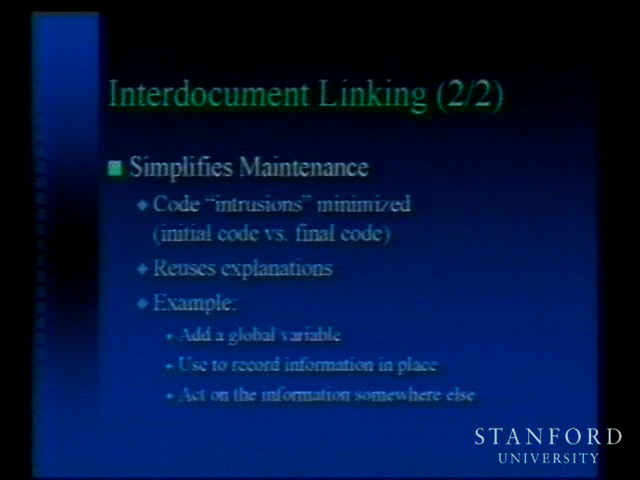 Interdocument Linking (2/2)
Simplifies Maintenance
Code "intrusions" minimized
(initial code vs. final code)
Reuses explanations
Example:
Add a global variable
Use to record information in place
Act on the information somewhere else
STANFORD
UNIVERSITY